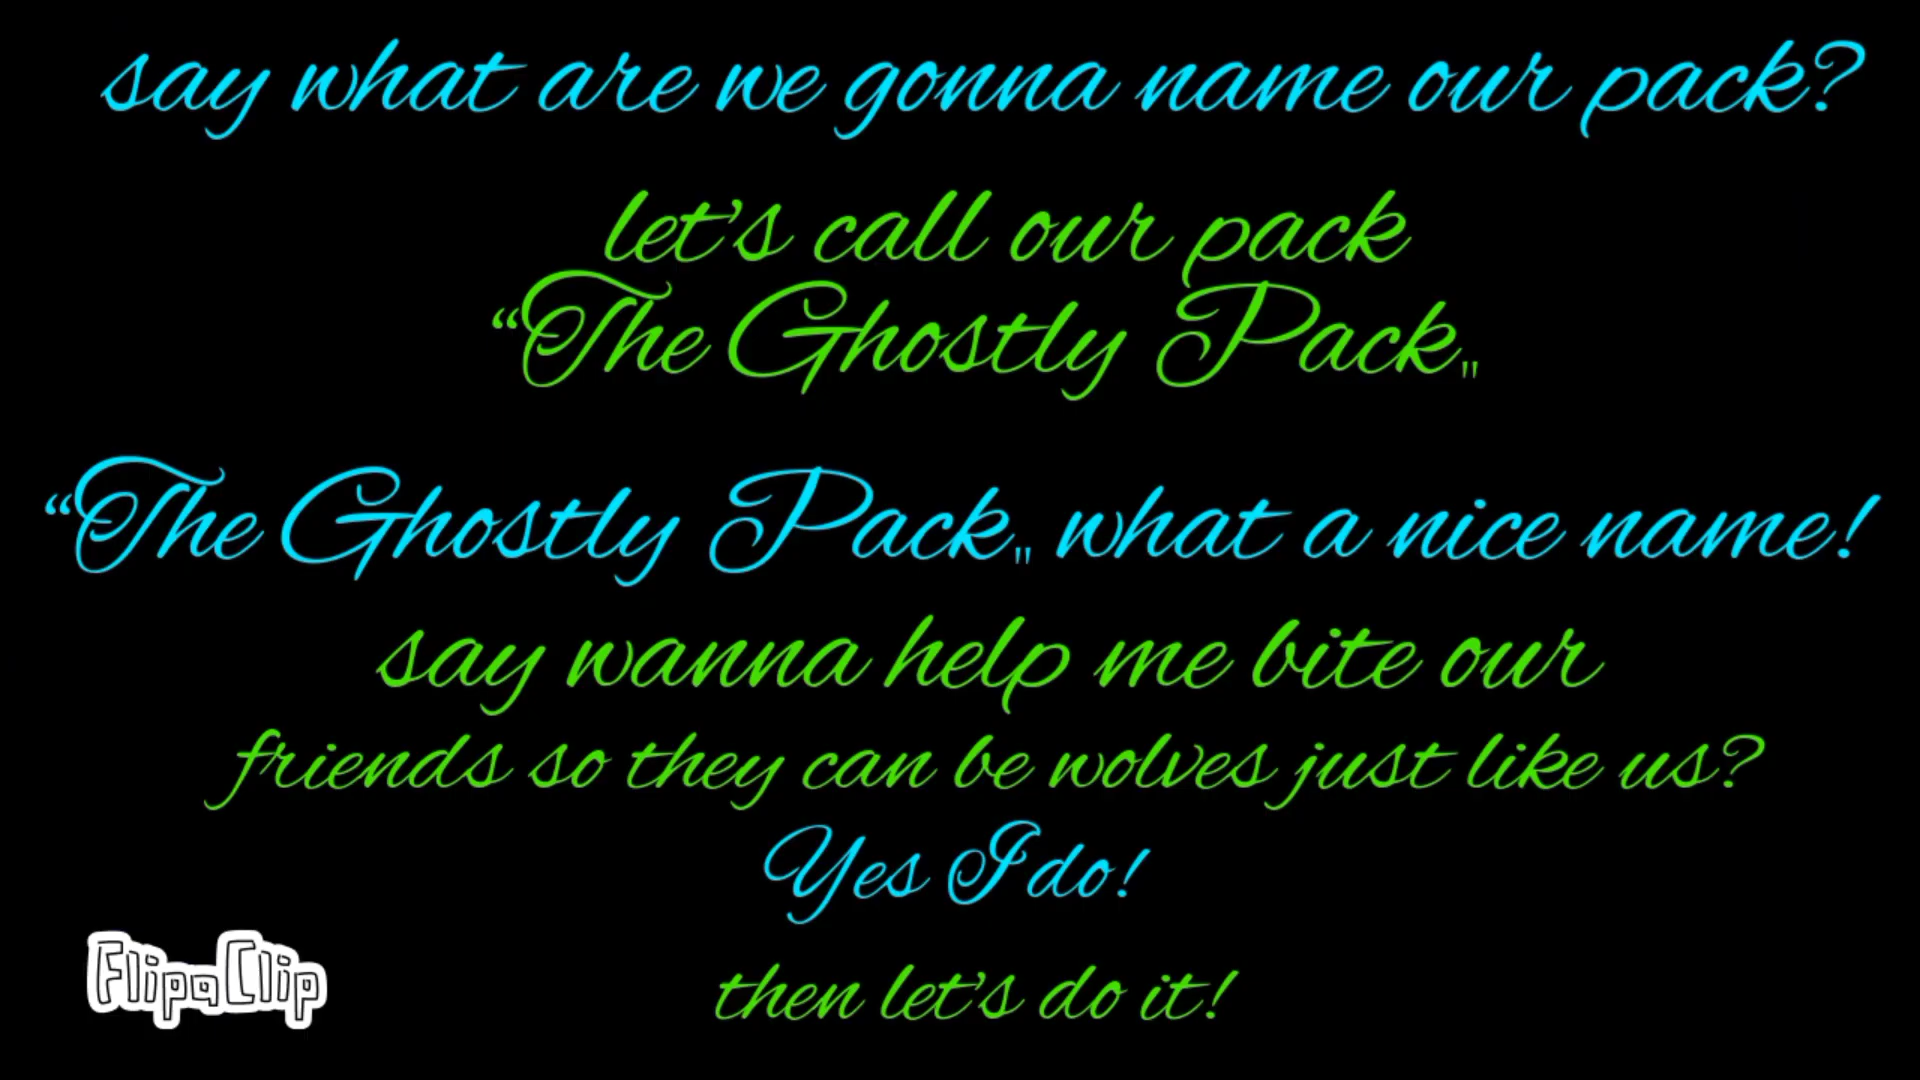 say what are we gonna name our pack?
let's call our pack
“The Ghostly Pack„
“The Ghostly Pack„ what a nice name!
say wanna help me bite our
friends so they can be wolves just like us?
Yes I do!
then let's do it!
FlipaClip